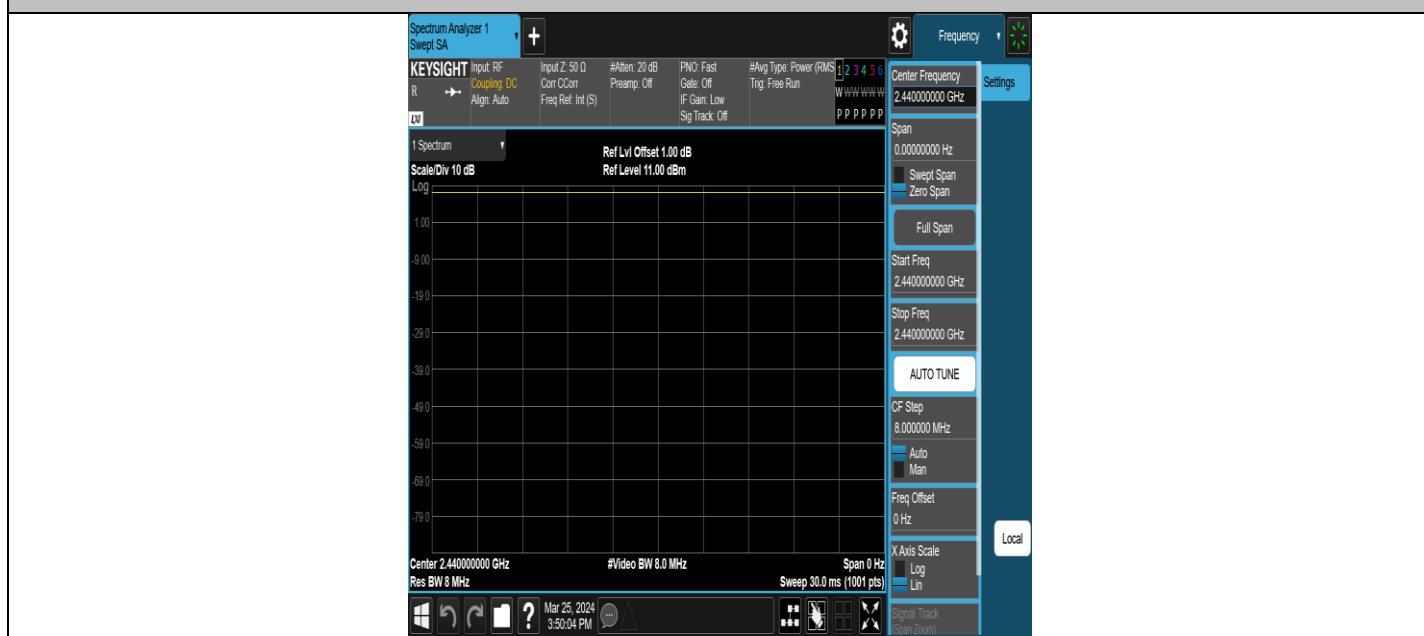 Spectrum Analyzer 1
Swept SA
+
Frequency
KEYSIGHT
R
LXI
Input: RF
Coupling: DC
Align: Auto
Input Z: 50 Ω
Corr CCorr
Freq Ref: Int (S)
#Atten: 20 dB
Preamp: Off
PNO: Fast
Gate: Off
IF Gain: Low
Sig Track: Off
#Avg Type: Power (RMS
Trig: Free Run
1 2 3 4 5 6
W W W W W W
P P P P P P
1 Spectrum
Scale/Div 10 dB
Ref Lvl Offset 1.00 dB
Ref Level 11.00 dBm
Log
1.00
-9.00
-19.0
-29.0
-39.0
-49.0
-59.0
-69.0
-79.0
Center 2.440000000 GHz
#Video BW 8.0 MHz
Span 0 Hz
Res BW 8 MHz
Sweep 30.0 ms (1001 pts)
?
Mar 25, 2024
3:50:04 PM
Center Frequency
2.440000000 GHz
Settings
Span
0.00000000 Hz
Swept Span
Zero Span
Full Span
Start Freq
2.440000000 GHz
Stop Freq
2.440000000 GHz
AUTO TUNE
CF Step
8.000000 MHz
Auto
Man
Freq Offset
0 Hz
X Axis Scale
Log
Lin
Local
Signal Track
(Span Zoom)